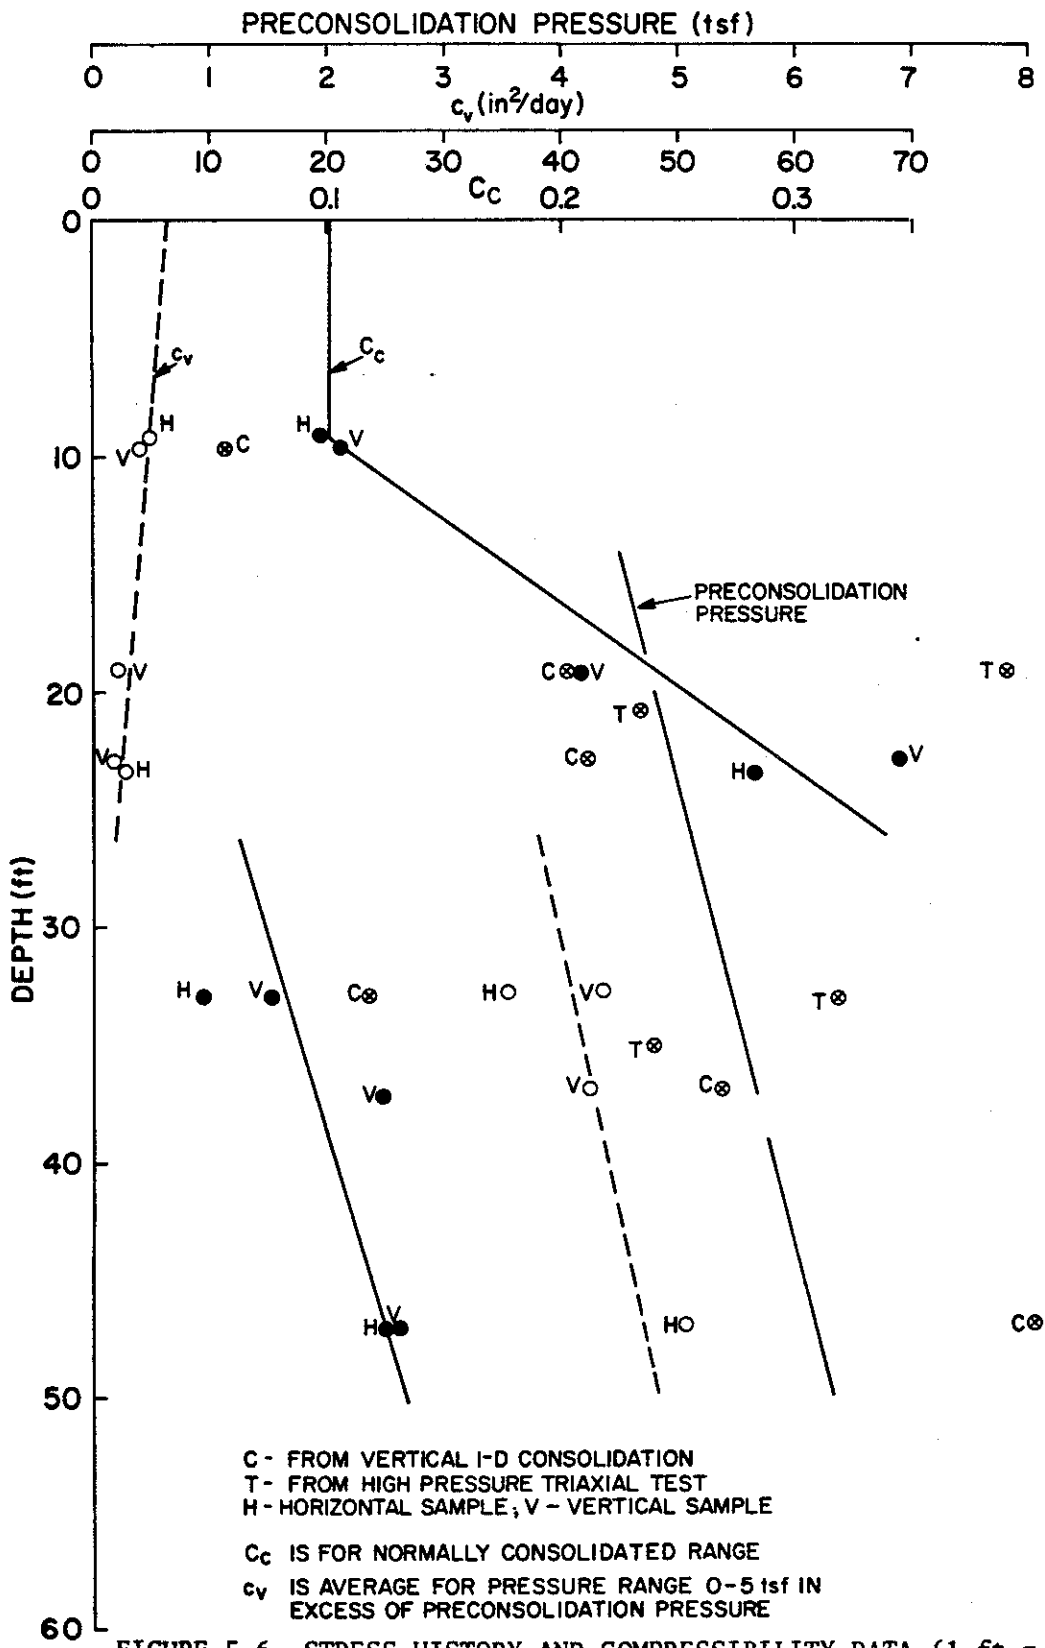 PRECONSOLIDATION PRESSURE (tsf)
0 1 2 3 4 5 6 7 8
cv (in²/day)
0 10 20 30 40 50 60 70
Cc
0 0.1 0.2 0.3
0
cv
Cc
H
H
V
V
C
10
PRECONSOLIDATION
PRESSURE
V
C
V
T
20
T
V
H
C
H
V
DEPTH (ft)
30
H
V
C
H
V
T
T
V
V
C
40
H
V
H
C
50
C - FROM VERTICAL 1-D CONSOLIDATION
T - FROM HIGH PRESSURE TRIAXIAL TEST
H - HORIZONTAL SAMPLE; V - VERTICAL SAMPLE
Cc IS FOR NORMALLY CONSOLIDATED RANGE
cv IS AVERAGE FOR PRESSURE RANGE 0-5 tsf IN
EXCESS OF PRECONSOLIDATION PRESSURE
60
FIGURE 5.6 STRESS HISTORY AND COMPRESSIBILITY DATA (1 ft =